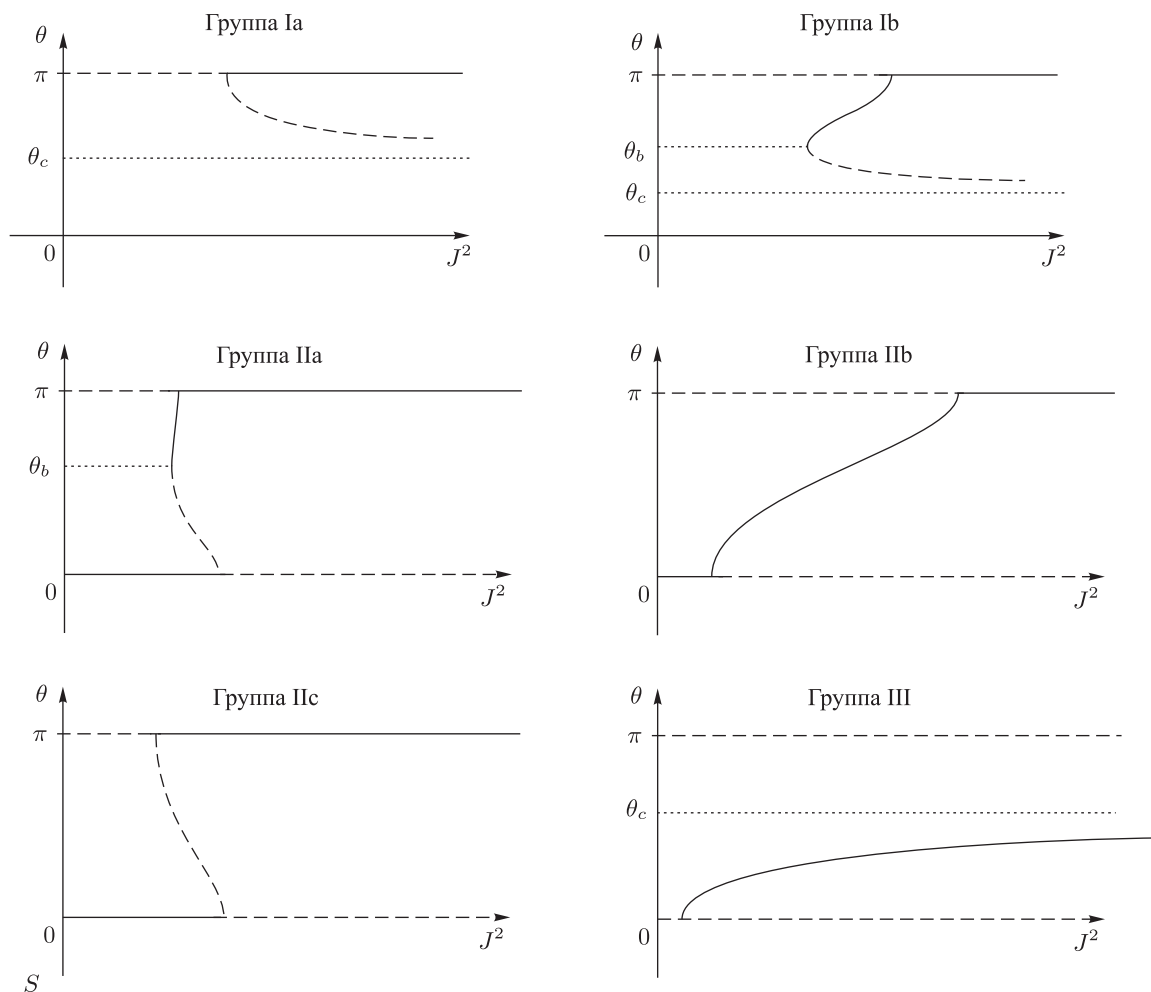 Группа Ia
θ
π
θ_c
0
J²
Группа Ib
θ
π
θ_b
θ_c
0
J²
Группа IIa
θ
π
θ_b
0
J²
Группа IIb
θ
π
0
J²
Группа IIc
θ
π
0
J²
S
Группа III
θ
π
θ_c
0
J²